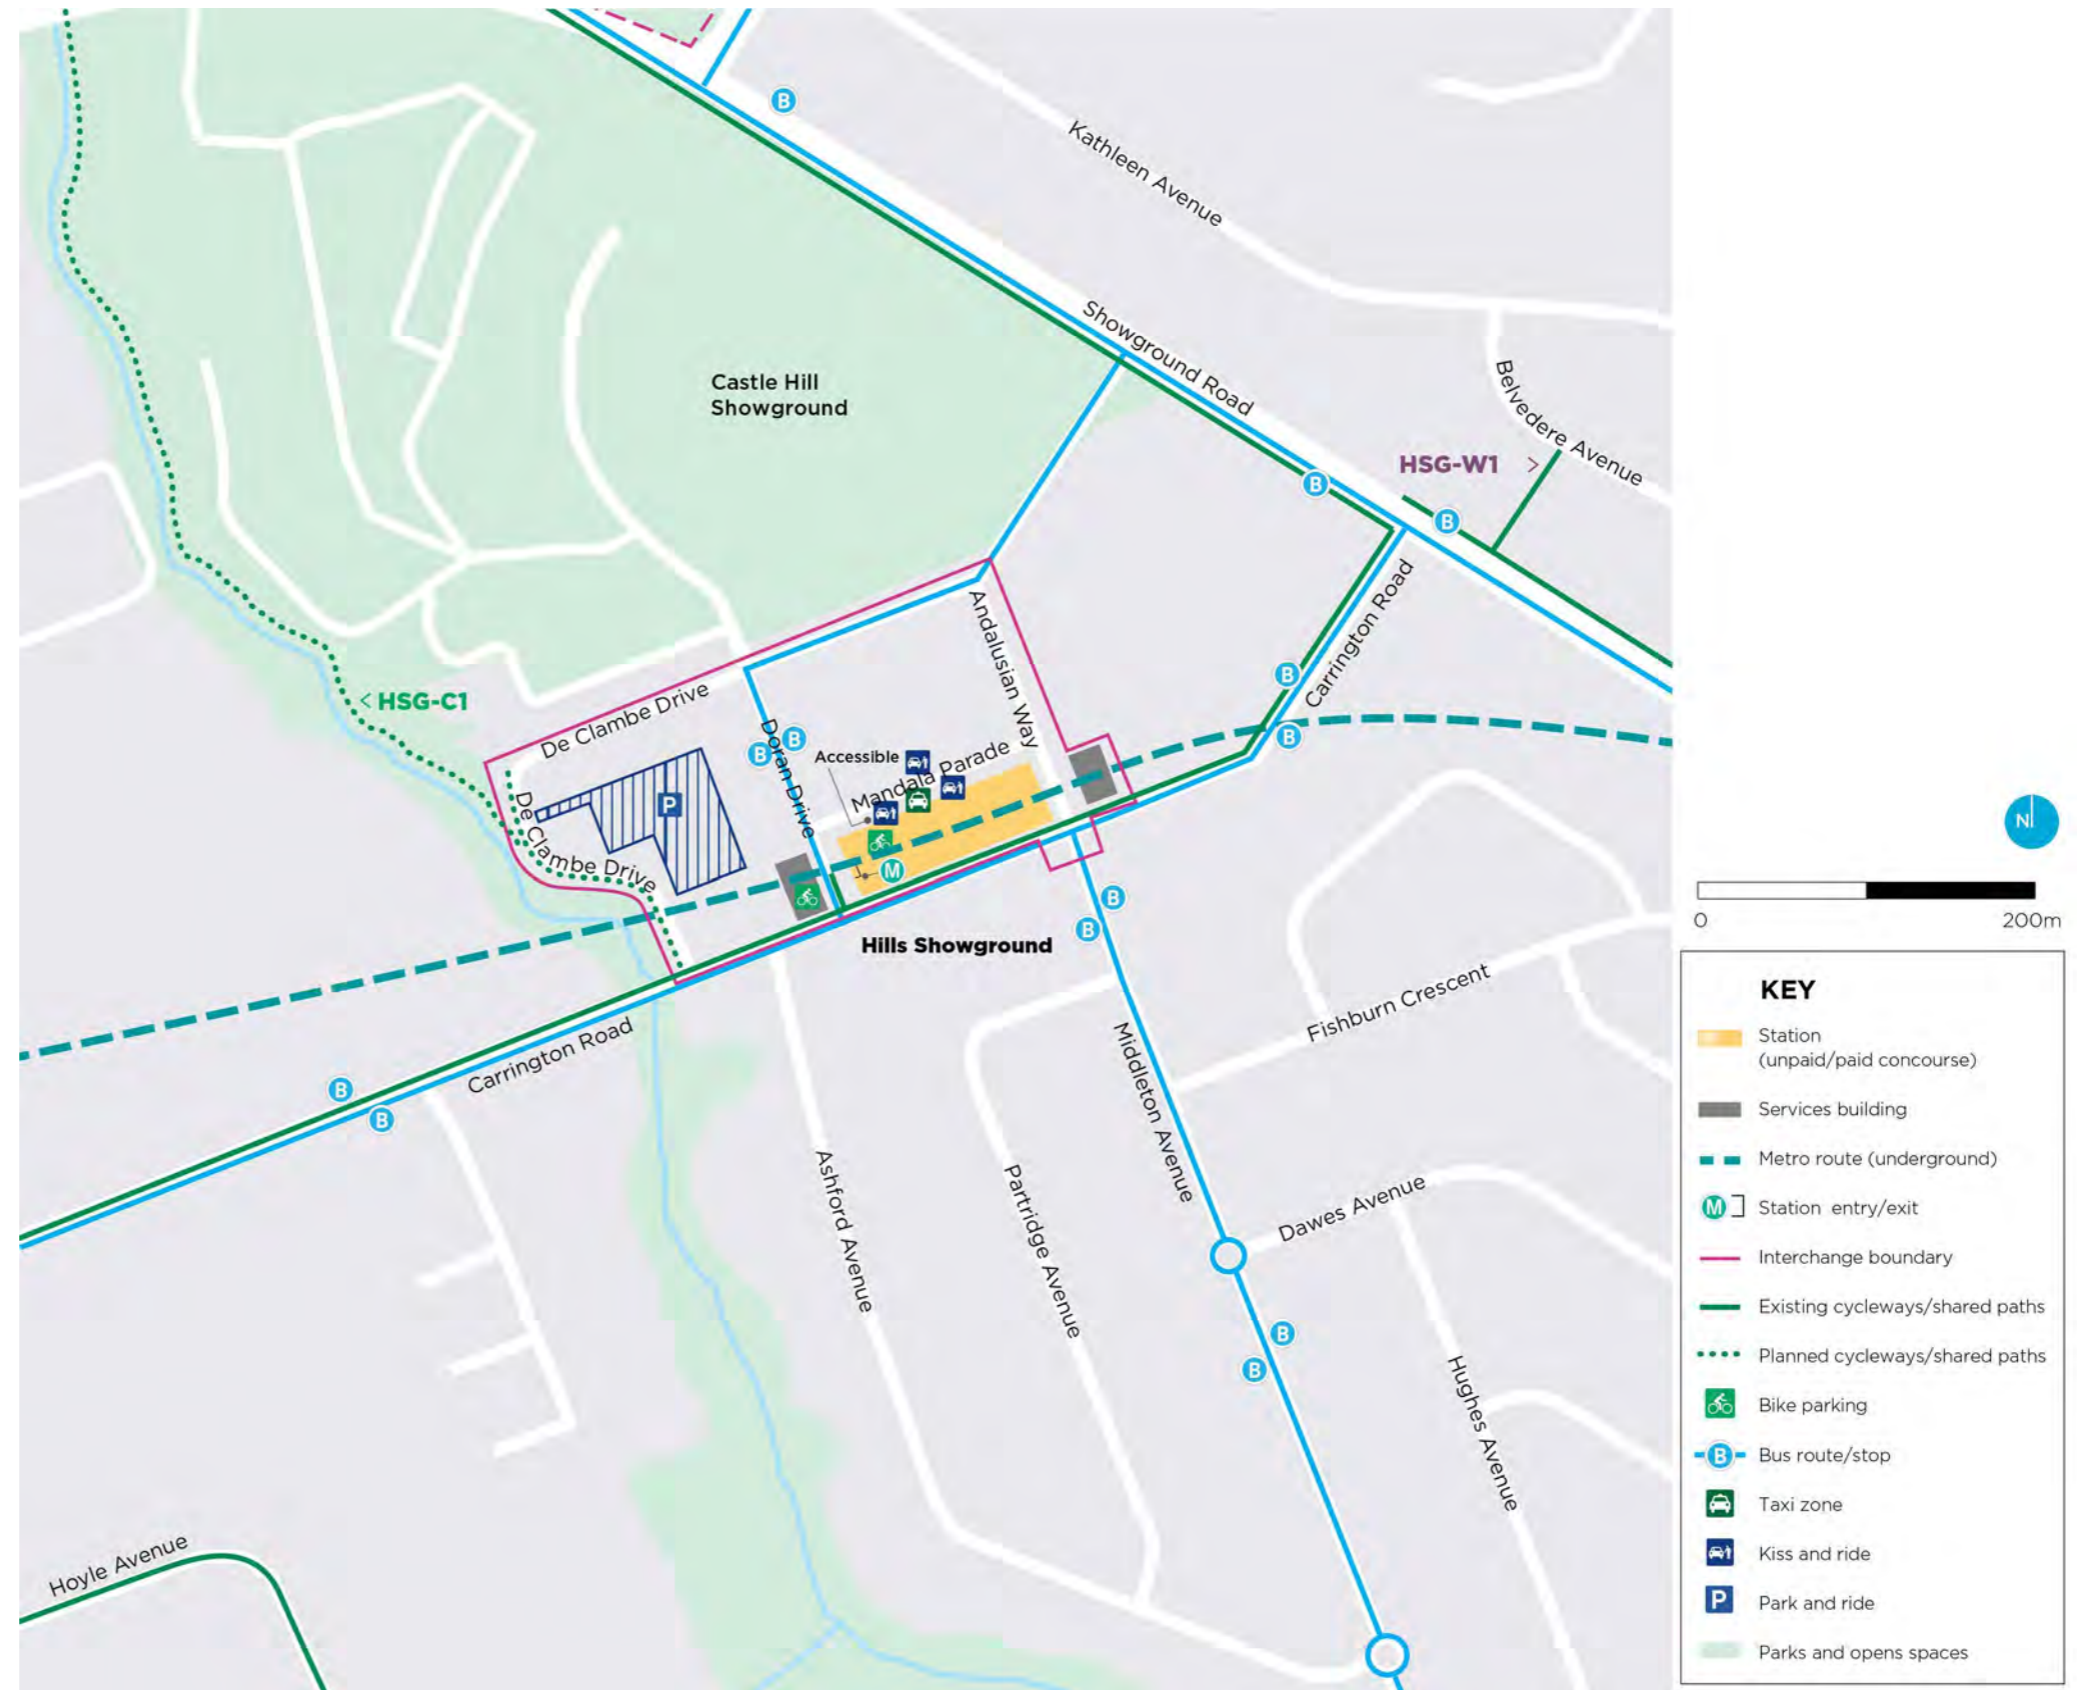 B
Kathleen Avenue
Showground Road
Castle Hill
Showground
Belvedere Avenue
HSG-W1 >
B
B
Carrington Road
B
B
Andalusian Way
< HSG-C1
De Clambe Drive
Doran Drive
B
B
Accessible
Mandala Parade
P
De Clambe Drive
M
Hills Showground
B
B
Carrington Road
B
B
Fishburn Crescent
Middleton Avenue
Ashford Avenue
Partridge Avenue
Dawes Avenue
B
B
Hughes Avenue
Hoyle Avenue
N
0 200m
KEY
Station
(unpaid/paid concourse)
Services building
Metro route (underground)
M Station entry/exit
Interchange boundary
Existing cycleways/shared paths
Planned cycleways/shared paths
Bike parking
B Bus route/stop
Taxi zone
Kiss and ride
P Park and ride
Parks and opens spaces